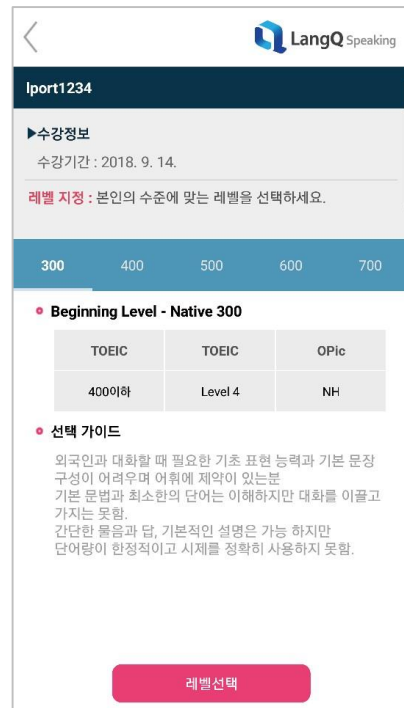 LangQ Speaking
lport1234
▶수강정보
수강기간 : 2018. 9. 14.
레벨 지정 : 본인의 수준에 맞는 레벨을 선택하세요.
300 400 500 600 700
Beginning Level - Native 300
TOEIC TOEIC OPic
400이하 Level 4 NH
선택 가이드
외국인과 대화할 때 필요한 기초 표현 능력과 기본 문장
구성이 어려우며 어휘에 제약이 있는분
기본 문법과 최소한의 단어는 이해하지만 대화를 이끌고
가지는 못함.
간단한 물음과 답, 기본적인 설명은 가능 하지만
단어량이 한정적이고 시제를 정확히 사용하지 못함.
레벨선택